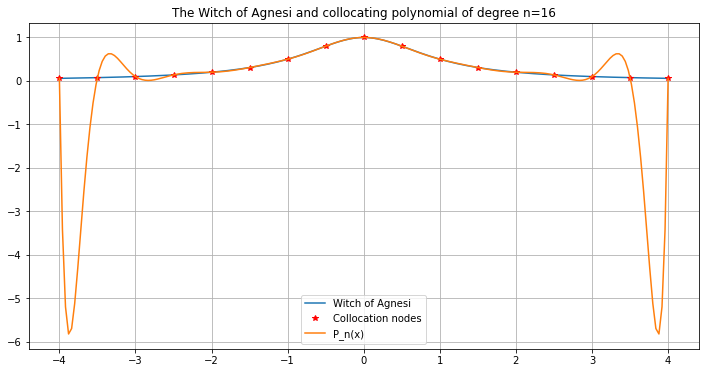 The Witch of Agnesi and collocating polynomial of degree n=16
1
0
−1
−2
−3
−4
−5
−6
Witch of Agnesi
Collocation nodes
P_n(x)
−4 −3 −2 −1 0 1 2 3 4